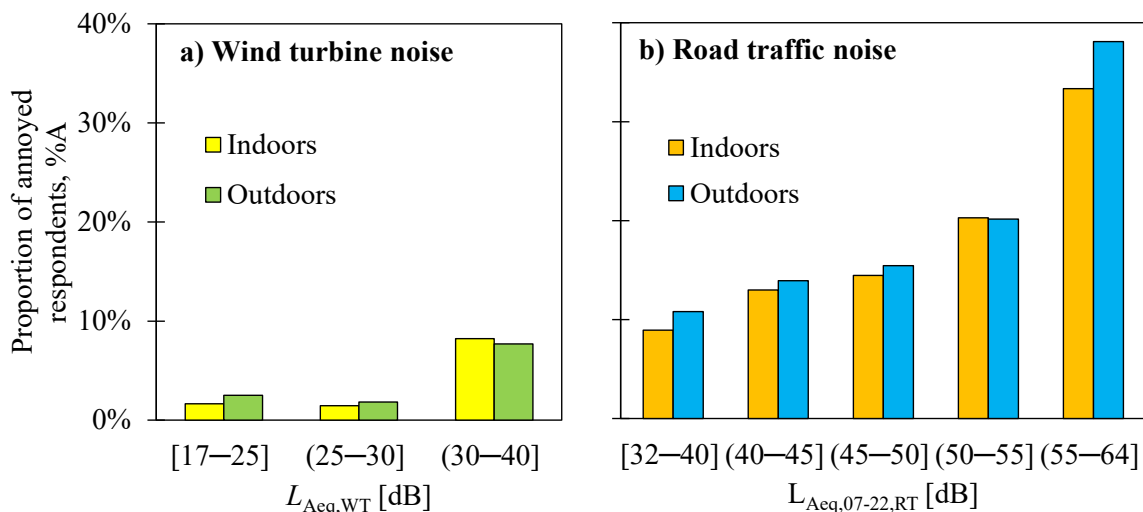 Proportion of annoyed
respondents, %A
40%
30%
20%
10%
0%
a) Wind turbine noise
Indoors
Outdoors
[17–25] (25–30] (30–40]
L_Aeq,WT [dB]
b) Road traffic noise
Indoors
Outdoors
[32–40] (40–45] (45–50] (50–55] (55–64]
L_Aeq,07-22,RT [dB]